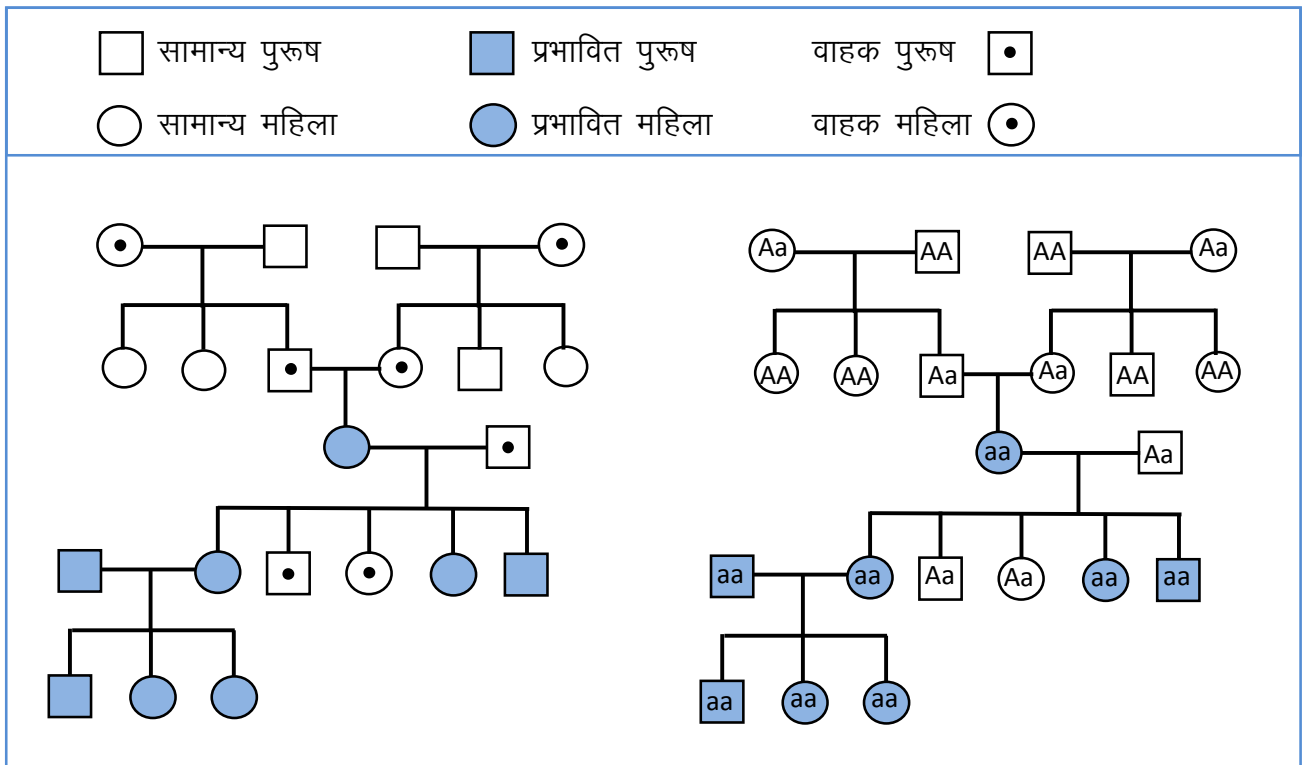 सामान्य पुरूष प्रभावित पुरूष वाहक पुरूष
सामान्य महिला प्रभावित महिला वाहक महिला
Aa AA AA Aa
AA AA Aa Aa AA AA
aa Aa
aa aa Aa Aa aa aa
aa aa aa